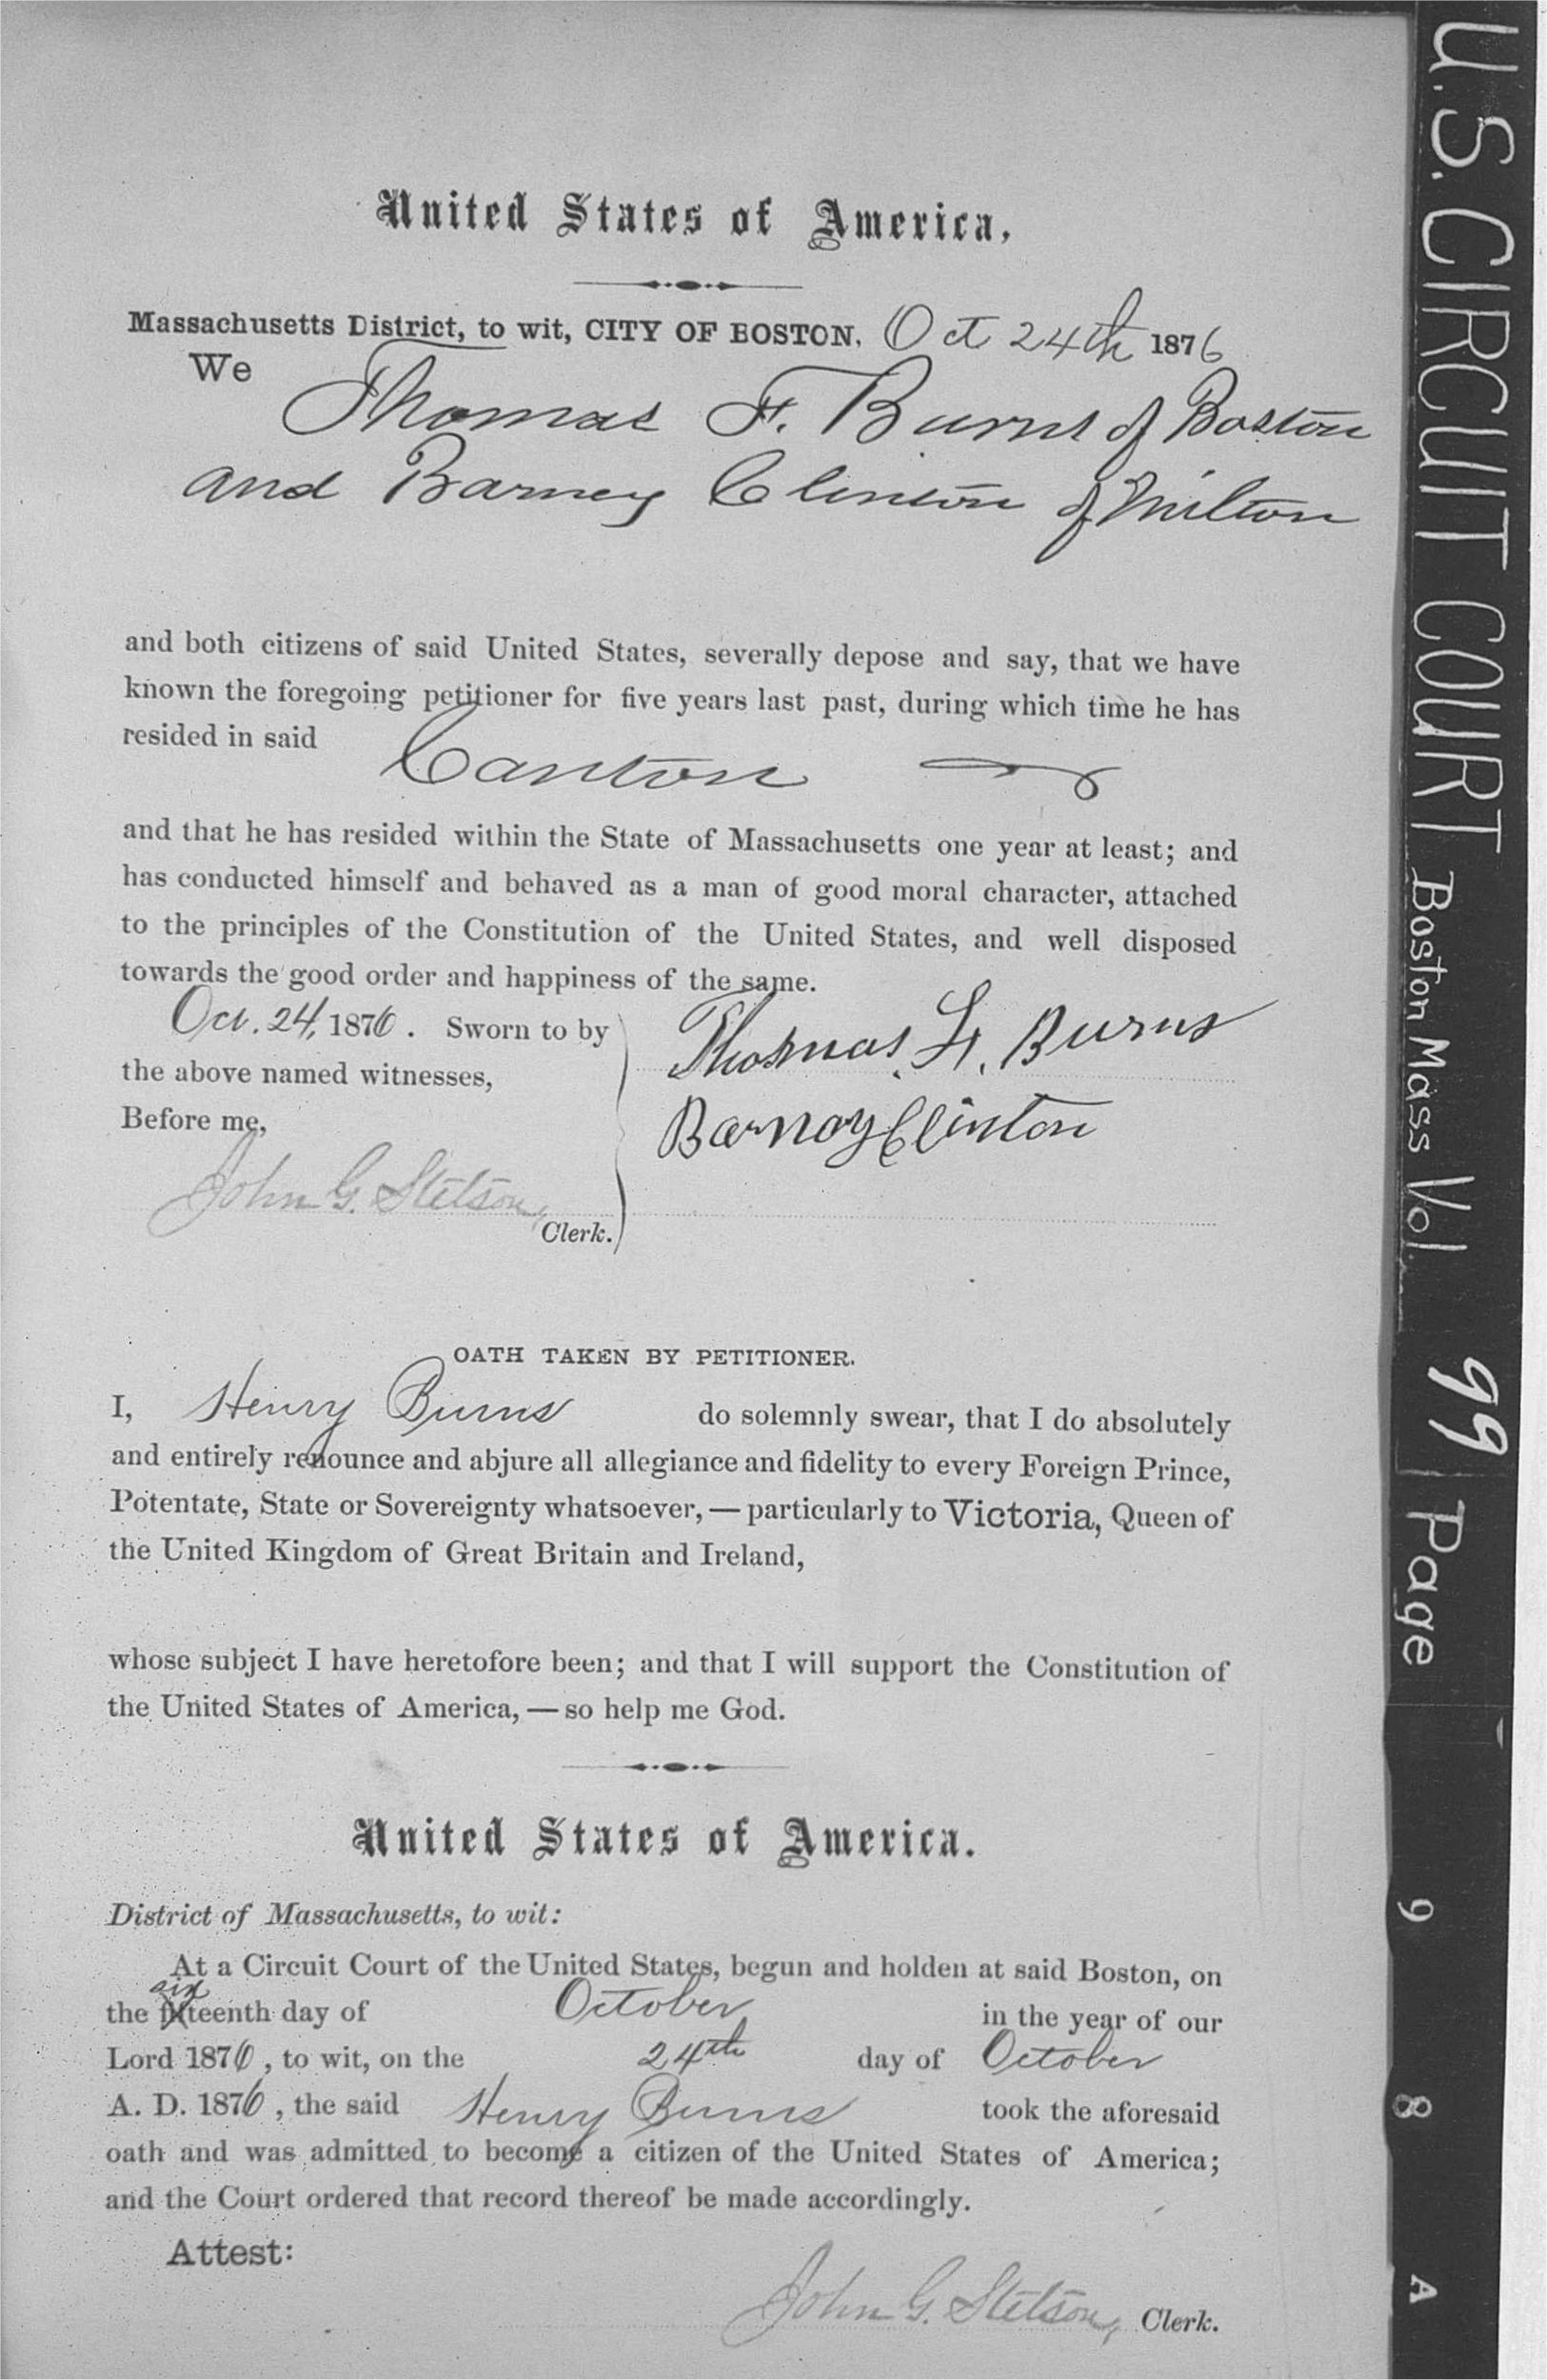 United States of America,
Massachusetts District, to wit, CITY OF BOSTON. Oct 24th 1876
We
Thomas F. Burns of Boston
and Barney Clinton of Milton
and both citizens of said United States, severally depose and say, that we have
known the foregoing petitioner for five years last past, during which time he has
resided in said
Canton
and that he has resided within the State of Massachusetts one year at least; and
has conducted himself and behaved as a man of good moral character, attached
to the principles of the Constitution of the United States, and well disposed
towards the good order and happiness of the same.
Oct. 24, 1876. Sworn to by
the above named witnesses,
Before me,
John G. Stetson,
Clerk.
Thomas F. Burns
Barney Clinton
OATH TAKEN BY PETITIONER.
I, Henry Burns do solemnly swear, that I do absolutely
and entirely renounce and abjure all allegiance and fidelity to every Foreign Prince,
Potentate, State or Sovereignty whatsoever, — particularly to Victoria, Queen of
the United Kingdom of Great Britain and Ireland,
whose subject I have heretofore been; and that I will support the Constitution of
the United States of America, — so help me God.
United States of America.
District of Massachusetts, to wit:
At a Circuit Court of the United States, begun and holden at said Boston, on
six
the fifteenth day of October in the year of our
Lord 1876, to wit, on the 24th day of October
A. D. 1876, the said Henry Burns took the aforesaid
oath and was admitted to become a citizen of the United States of America;
and the Court ordered that record thereof be made accordingly.
Attest:
John G. Stetson, Clerk.
U.S. CIRCUIT COURT Boston Mass Vol. 99 Page
9 8 A